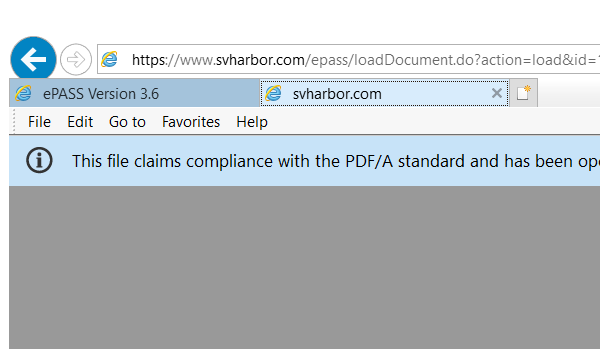 https://www.svharbor.com/epass/loadDocument.do?action=load&id=
ePASS Version 3.6 svharbor.com
File Edit Go to Favorites Help
This file claims compliance with the PDF/A standard and has been